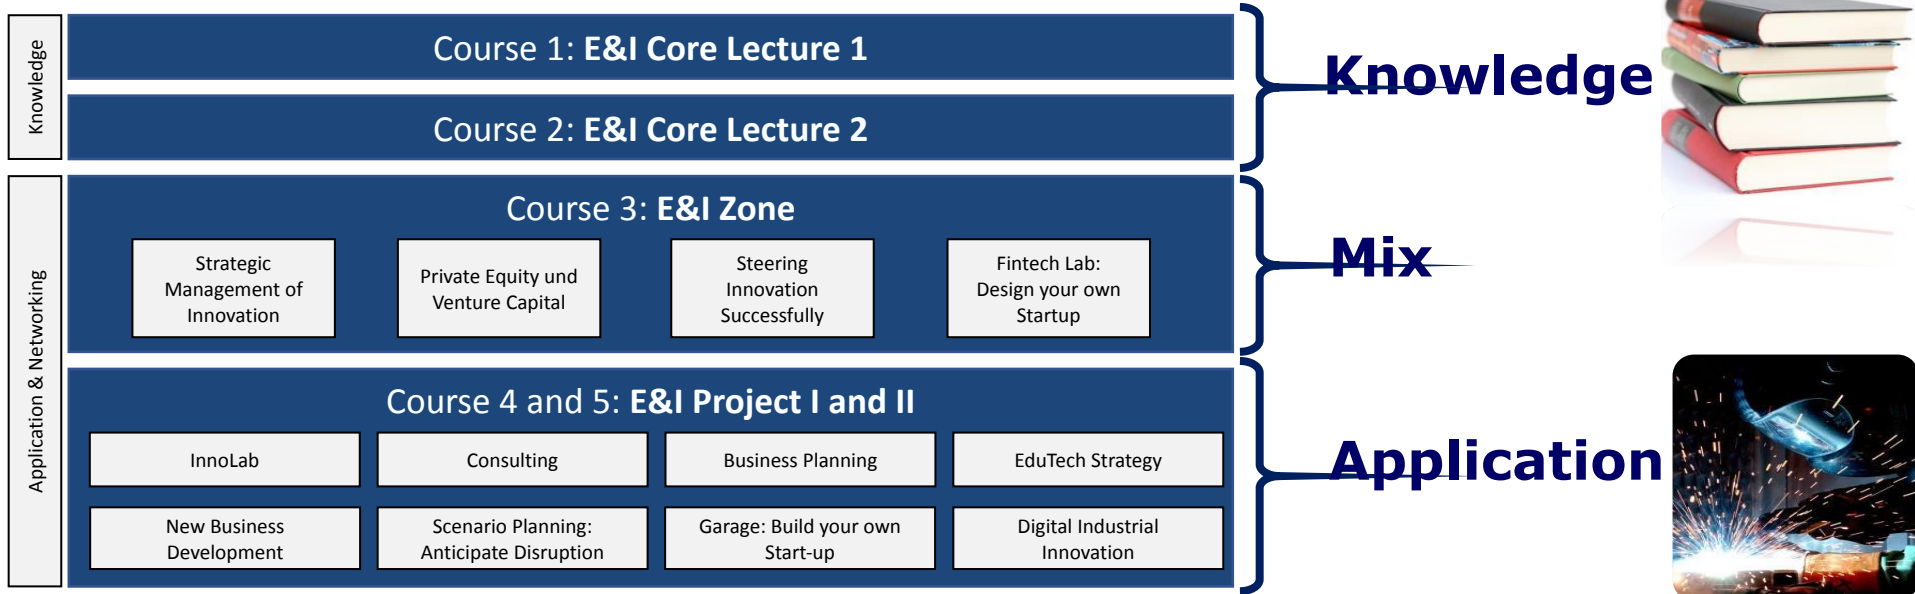 Knowledge
Course 1: E&I Core Lecture 1
Course 2: E&I Core Lecture 2
Knowledge
Application & Networking
Course 3: E&I Zone
Strategic
Management of
Innovation
Private Equity und
Venture Capital
Steering
Innovation
Successfully
Fintech Lab:
Design your own
Startup
Mix
Course 4 and 5: E&I Project I and II
InnoLab
Consulting
Business Planning
EduTech Strategy
New Business
Development
Scenario Planning:
Anticipate Disruption
Garage: Build your own
Start-up
Digital Industrial
Innovation
Application